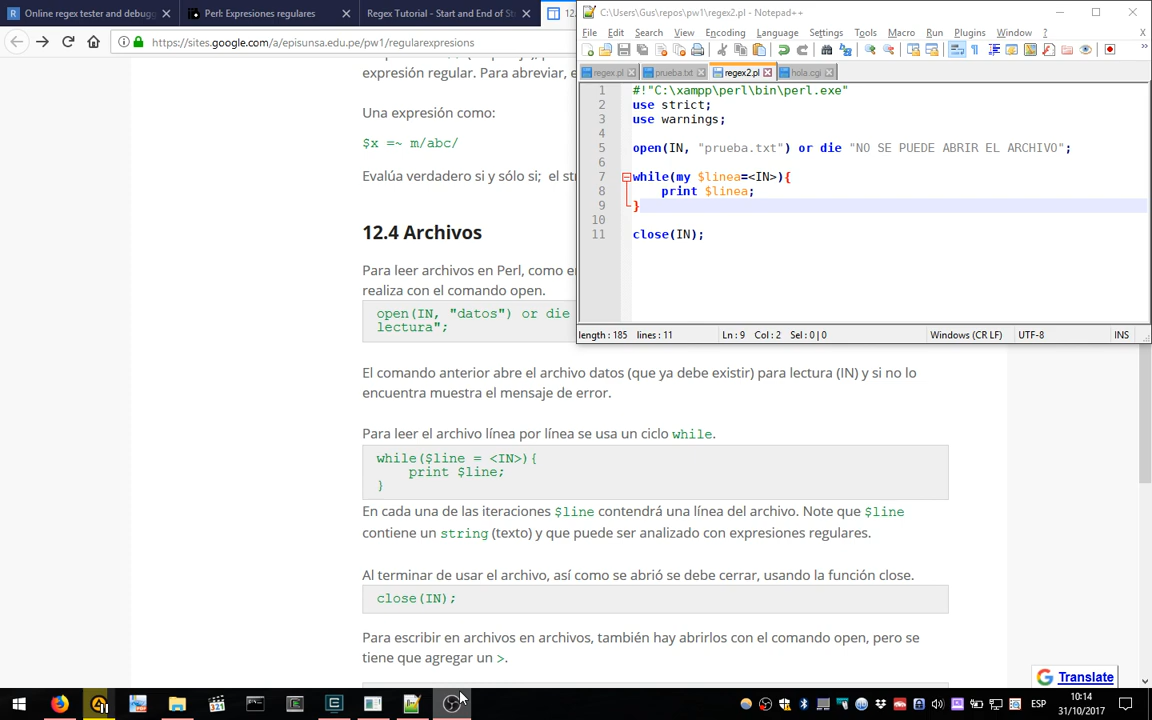 Online regex tester and debugg
Perl: Expresiones regulares
Regex Tutorial - Start and End of St
12.
https://sites.google.com/a/episunsa.edu.pe/pw1/regularexpresions
expresión regular. Para abreviar, e
Una expresión como:
$x =~ m/abc/
Evalúa verdadero si y sólo si; el st
12.4 Archivos
Para leer archivos en Perl, como e
realiza con el comando open.
open(IN, "datos") or die
lectura";
El comando anterior abre el archivo datos (que ya debe existir) para lectura (IN) y si no lo
encuentra muestra el mensaje de error.
Para leer el archivo línea por línea se usa un ciclo while.
while($line = <IN>){
print $line;
}
En cada una de las iteraciones $line contendrá una línea del archivo. Note que $line
contiene un string (texto) y que puede ser analizado con expresiones regulares.
Al terminar de usar el archivo, así como se abrió se debe cerrar, usando la función close.
close(IN);
Para escribir en archivos en archivos, también hay abrirlos con el comando open, pero se
tiene que agregar un >.
Translate
C:\Users\Gus\repos\pw1\regex2.pl - Notepad++
File Edit Search View Encoding Language Settings Tools Macro Run Plugins Window ? X
regex.pl prueba.txt regex2.pl hola.cgi
1 #!"C:\xampp\perl\bin\perl.exe"
2 use strict;
3 use warnings;
4
5 open(IN, "prueba.txt") or die "NO SE PUEDE ABRIR EL ARCHIVO";
6
7 while(my $linea=<IN>){
8 print $linea;
9 }
10
11 close(IN);
length : 185 lines : 11 Ln : 9 Col : 2 Sel : 0 | 0 Windows (CR LF) UTF-8 INS
ESP
10:14
31/10/2017